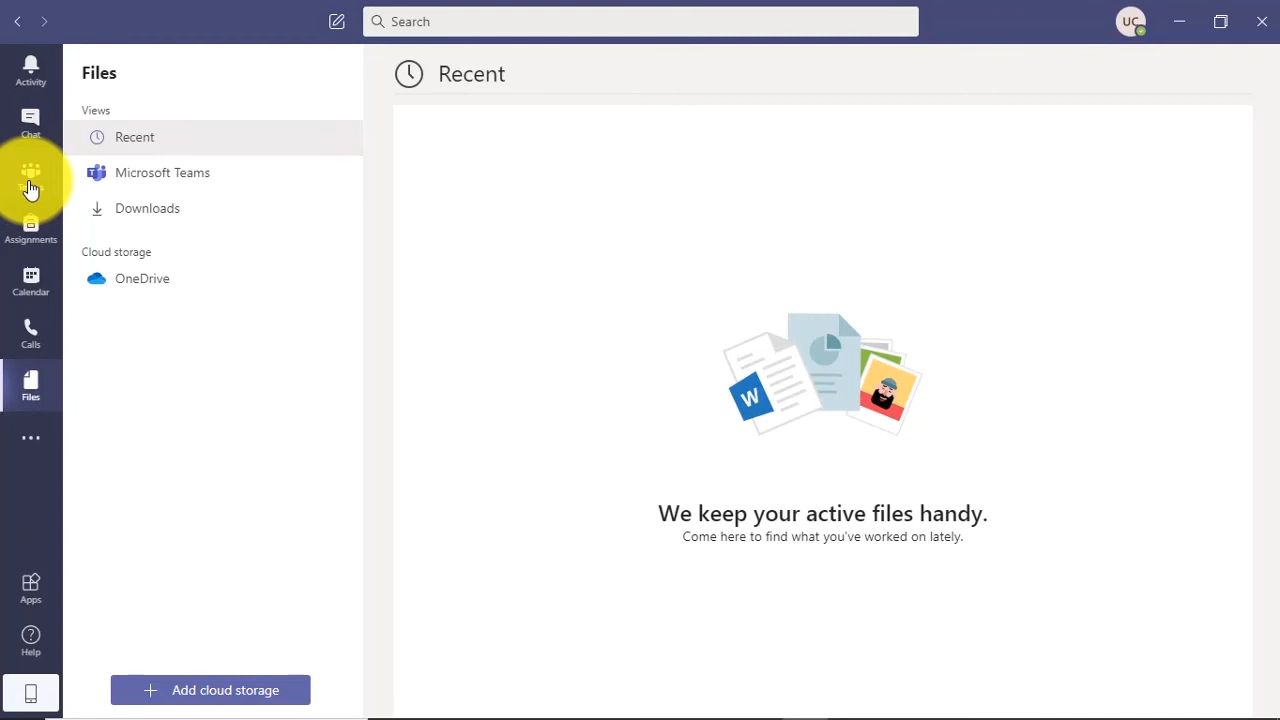 Search
UC
Activity
Chat
Assignments
Calendar
Calls
Files
Apps
Help
Files
Views
Recent
Microsoft Teams
Downloads
Cloud storage
OneDrive
Add cloud storage
Recent
W
We keep your active files handy.
Come here to find what you've worked on lately.